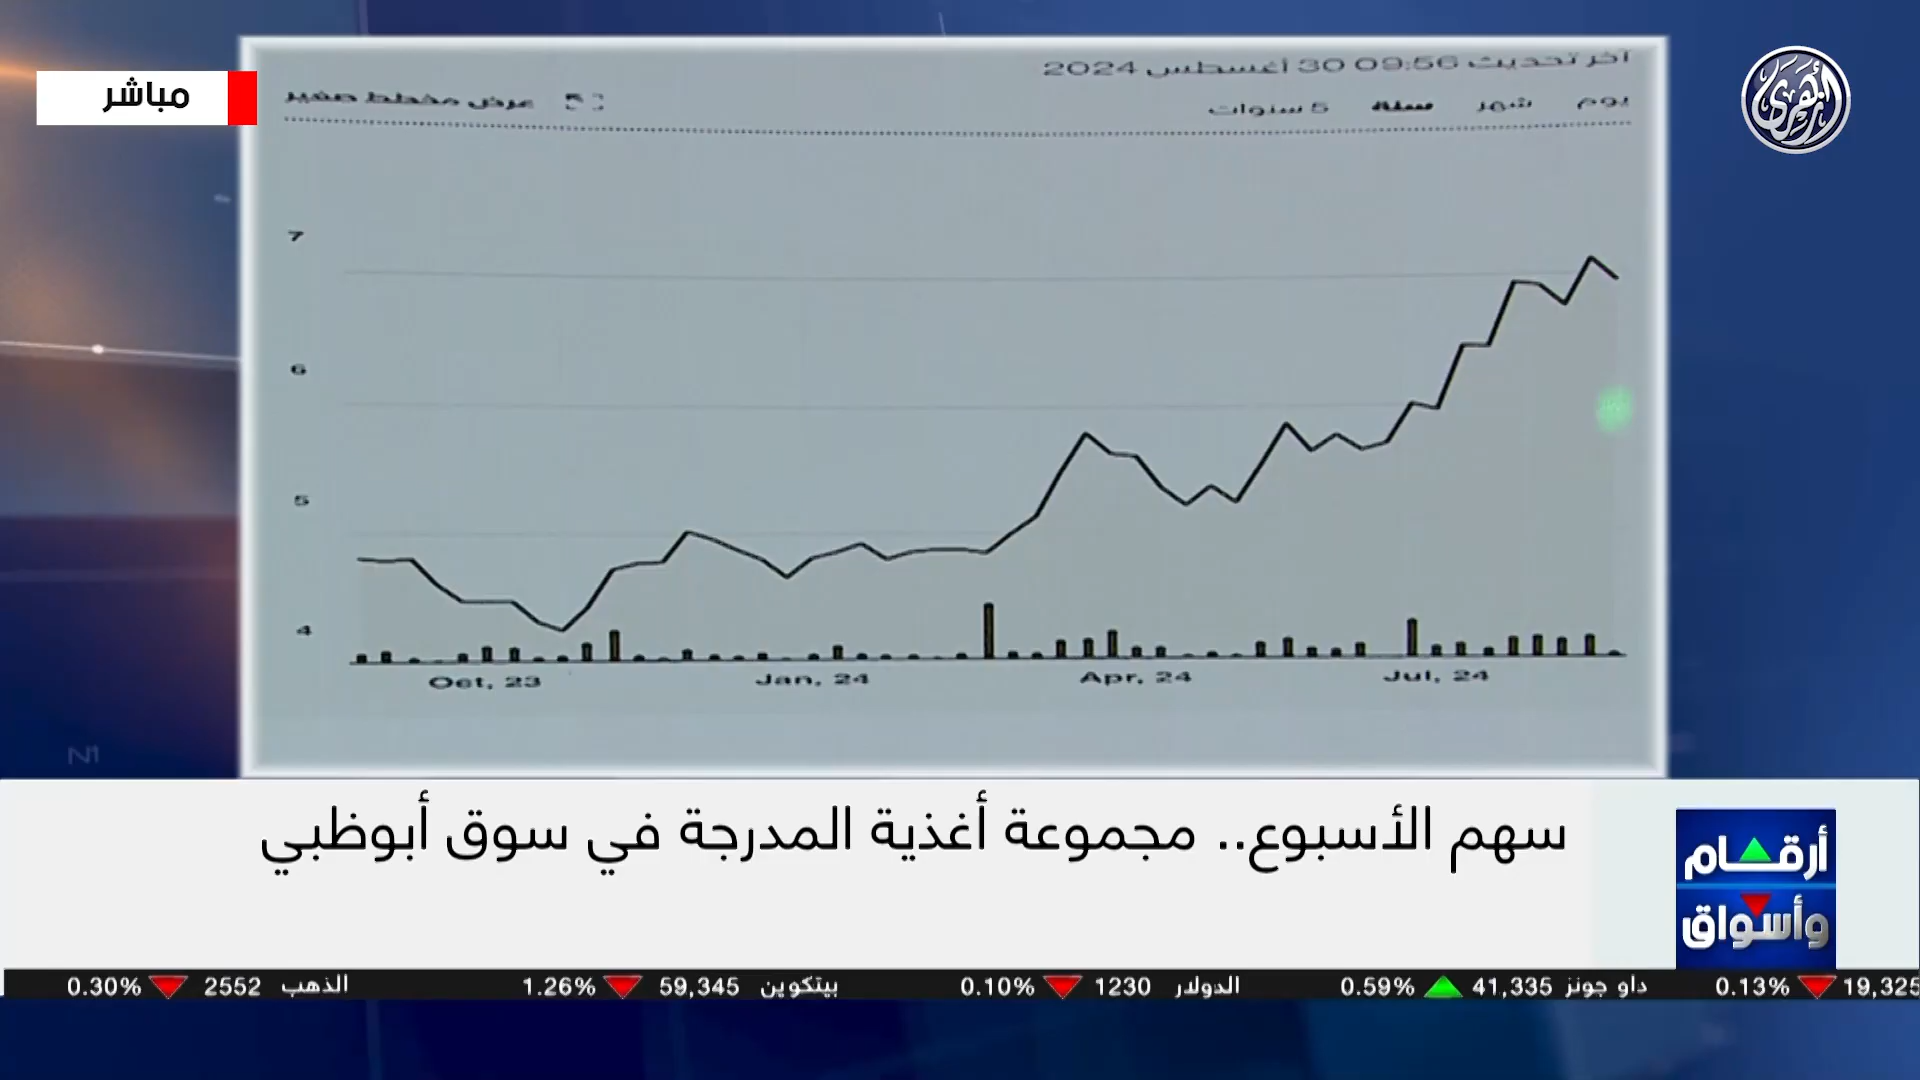 مباشر
آخر تحديث 09:56 30 أغسطس 2024
يوم شهر سنة 5 سنوات
عرض مخطط صغير
7
6
5
4
Oct, 23 Jan, 24 Apr, 24 Jul, 24
N1
سهم الأسبوع.. مجموعة أغذية المدرجة في سوق أبوظبي
أرقام
وأسواق
19,325 0.13% داو جونز 41,335 0.59% الدولار 1230 0.10% بيتكوين 59,345 1.26% الذهب 2552 0.30%